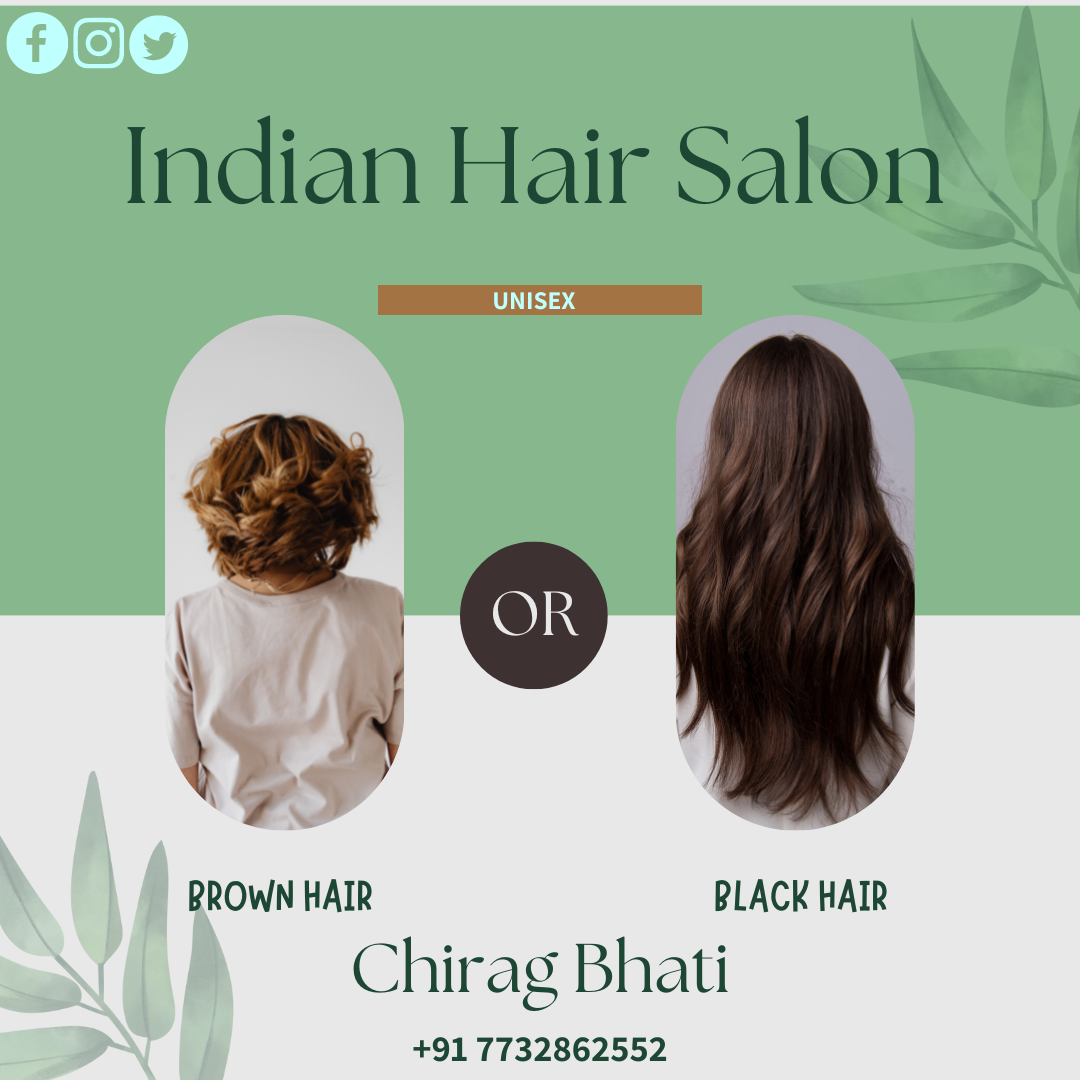 Indian Hair Salon
UNISEX
OR
BROWN HAIR
BLACK HAIR
Chirag Bhati
+91 7732862552